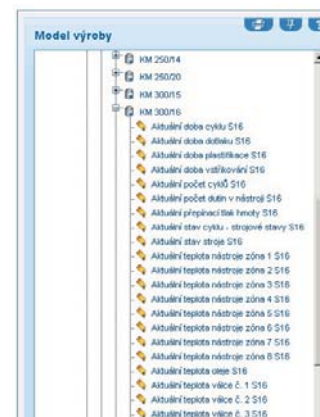 Model výroby
KM 250/14
KM 250/20
KM 300/15
KM 300/16
Aktuální doba cyklu S16
Aktuální doba dotlaku S16
Aktuální doba plastifikace S16
Aktuální doba vstřikování S16
Aktuální počet cyklů S16
Aktuální počet dutin v nástroji S16
Aktuální přepínací tlak hmoty S16
Aktuální stav cyklu - strojové stavy S16
Aktuální stav stroje S16
Aktuální teplota nástroje zóna 1 S16
Aktuální teplota nástroje zóna 2 S16
Aktuální teplota nástroje zóna 3 S16
Aktuální teplota nástroje zóna 4 S16
Aktuální teplota nástroje zóna 5 S16
Aktuální teplota nástroje zóna 6 S16
Aktuální teplota nástroje zóna 7 S16
Aktuální teplota nástroje zóna 8 S16
Aktuální teplota oleje S16
Aktuální teplota válce č. 1 S16
Aktuální teplota válce č. 2 S16
Aktuální teplota válce č. 3 S16